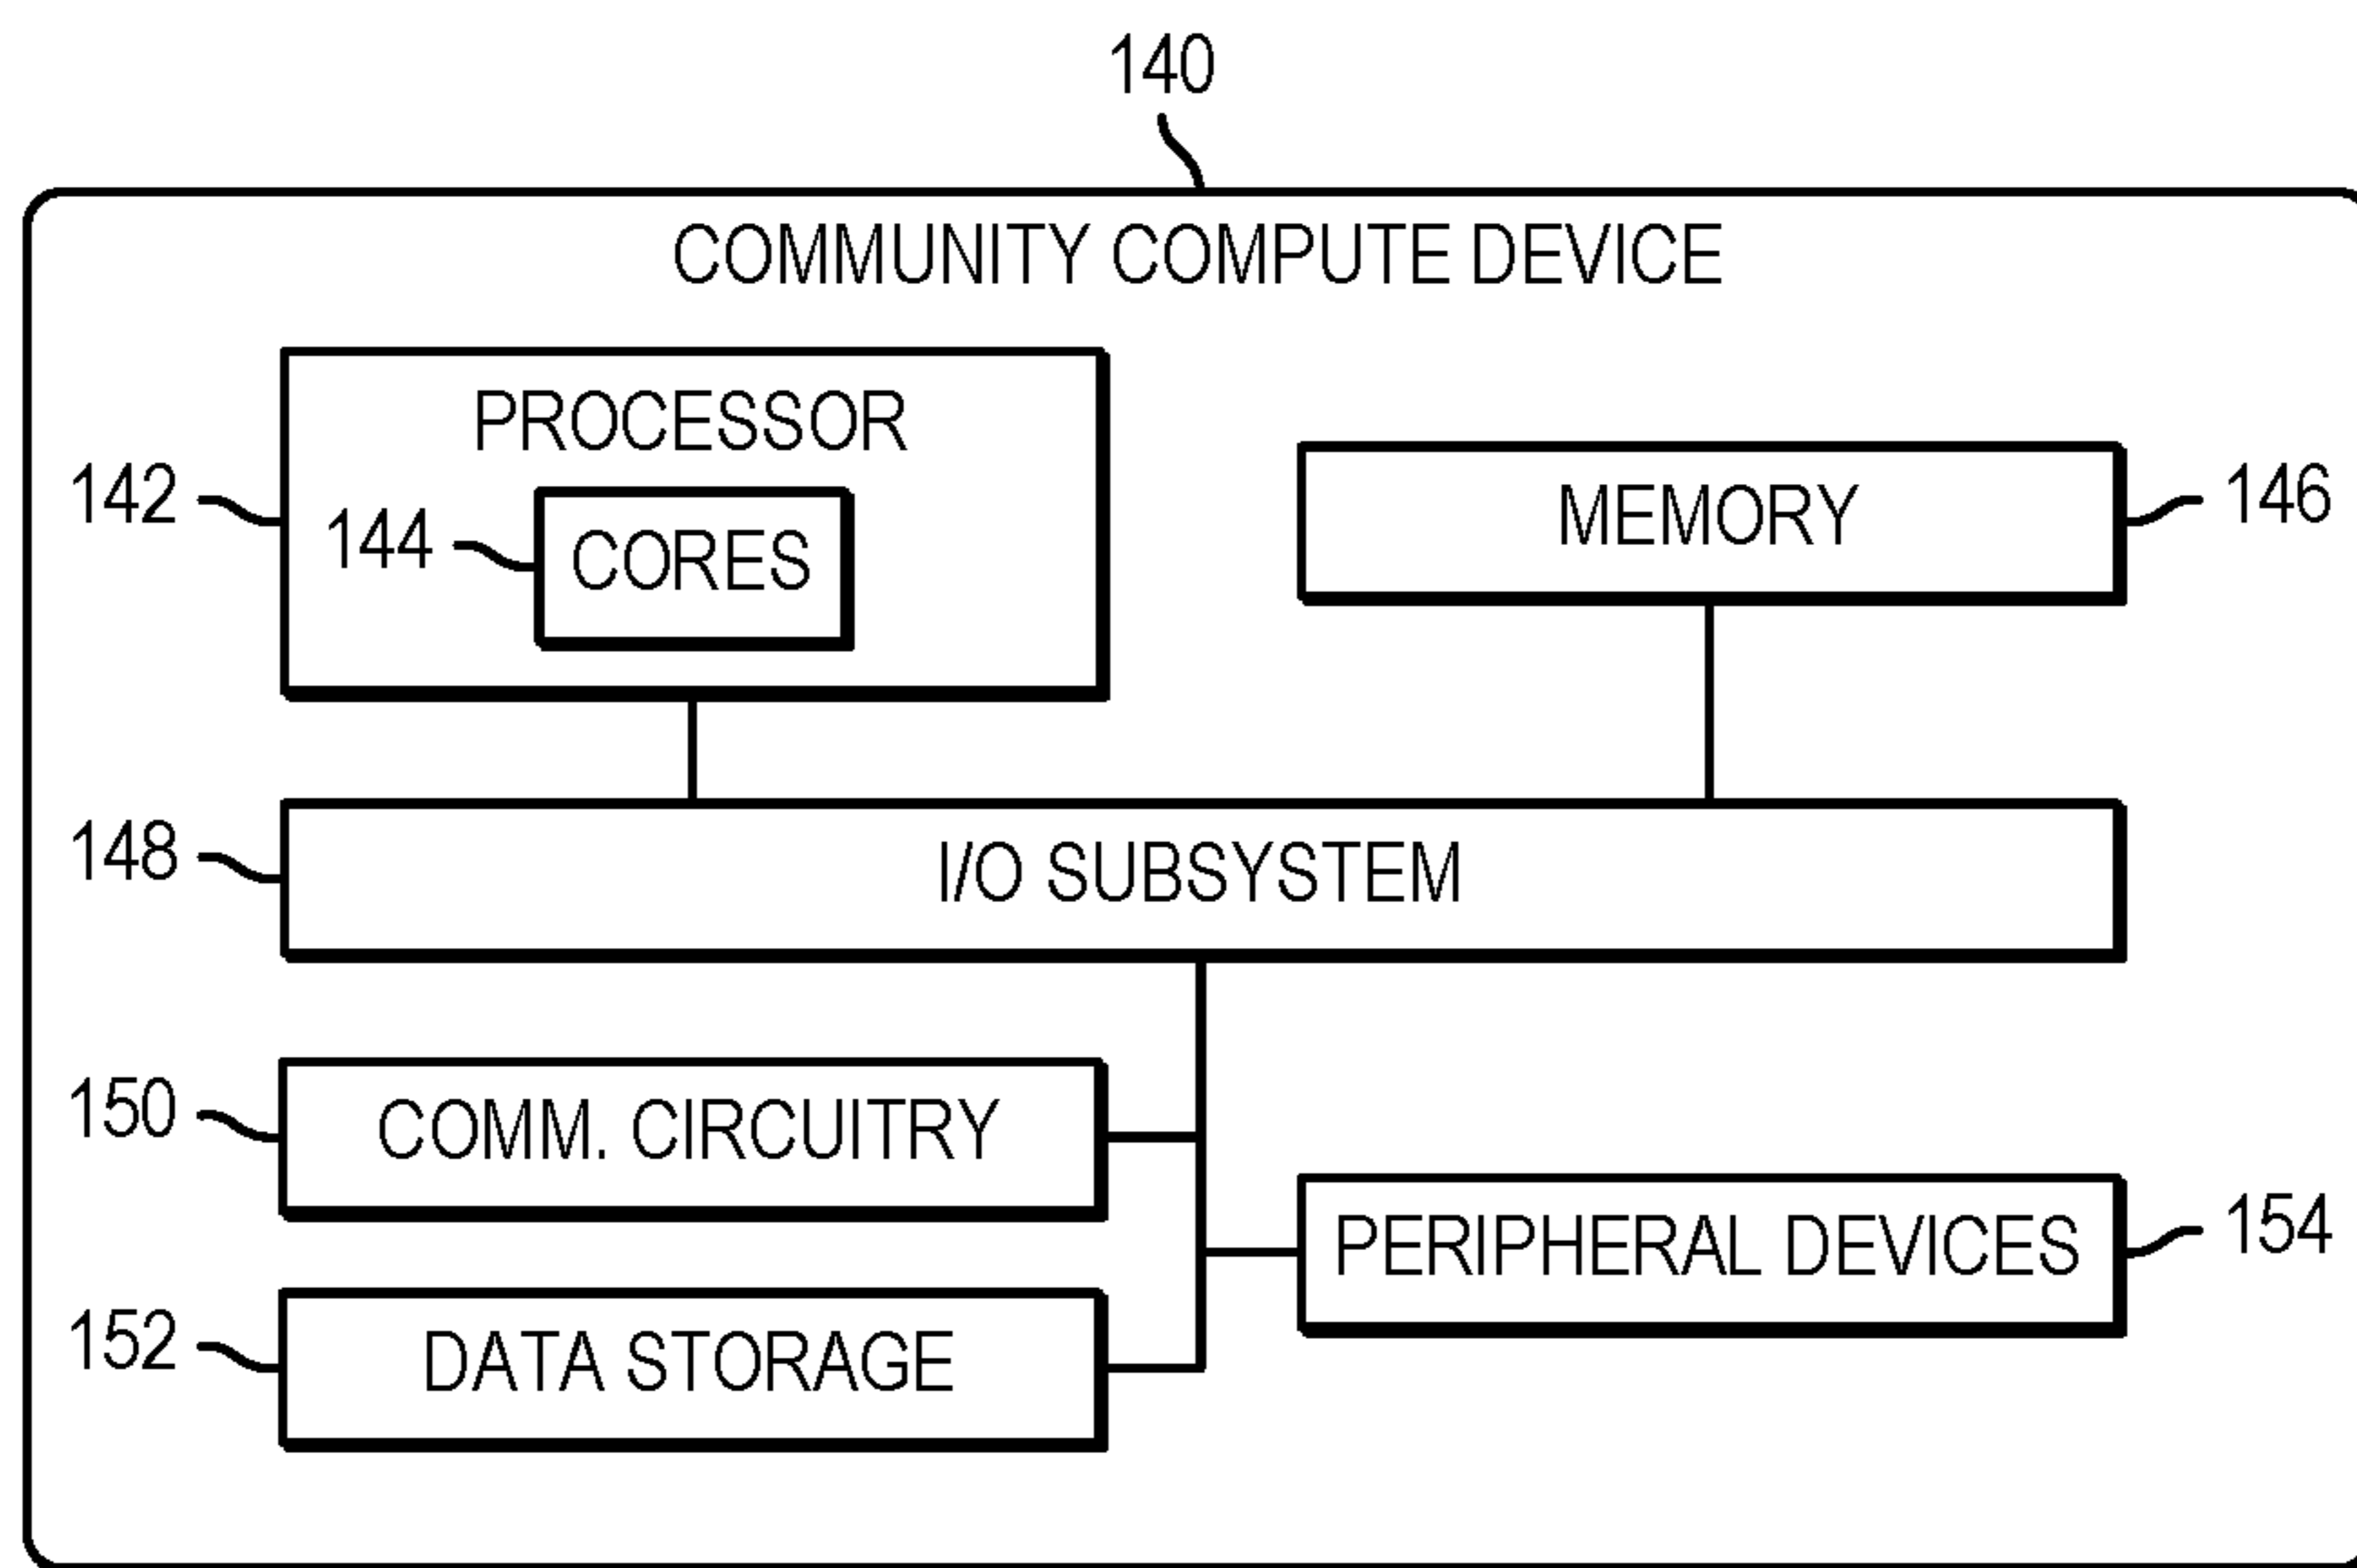 140
COMMUNITY COMPUTE DEVICE
PROCESSOR
142
144
CORES
MEMORY
146
148
I/O SUBSYSTEM
150
COMM. CIRCUITRY
PERIPHERAL DEVICES
154
152
DATA STORAGE